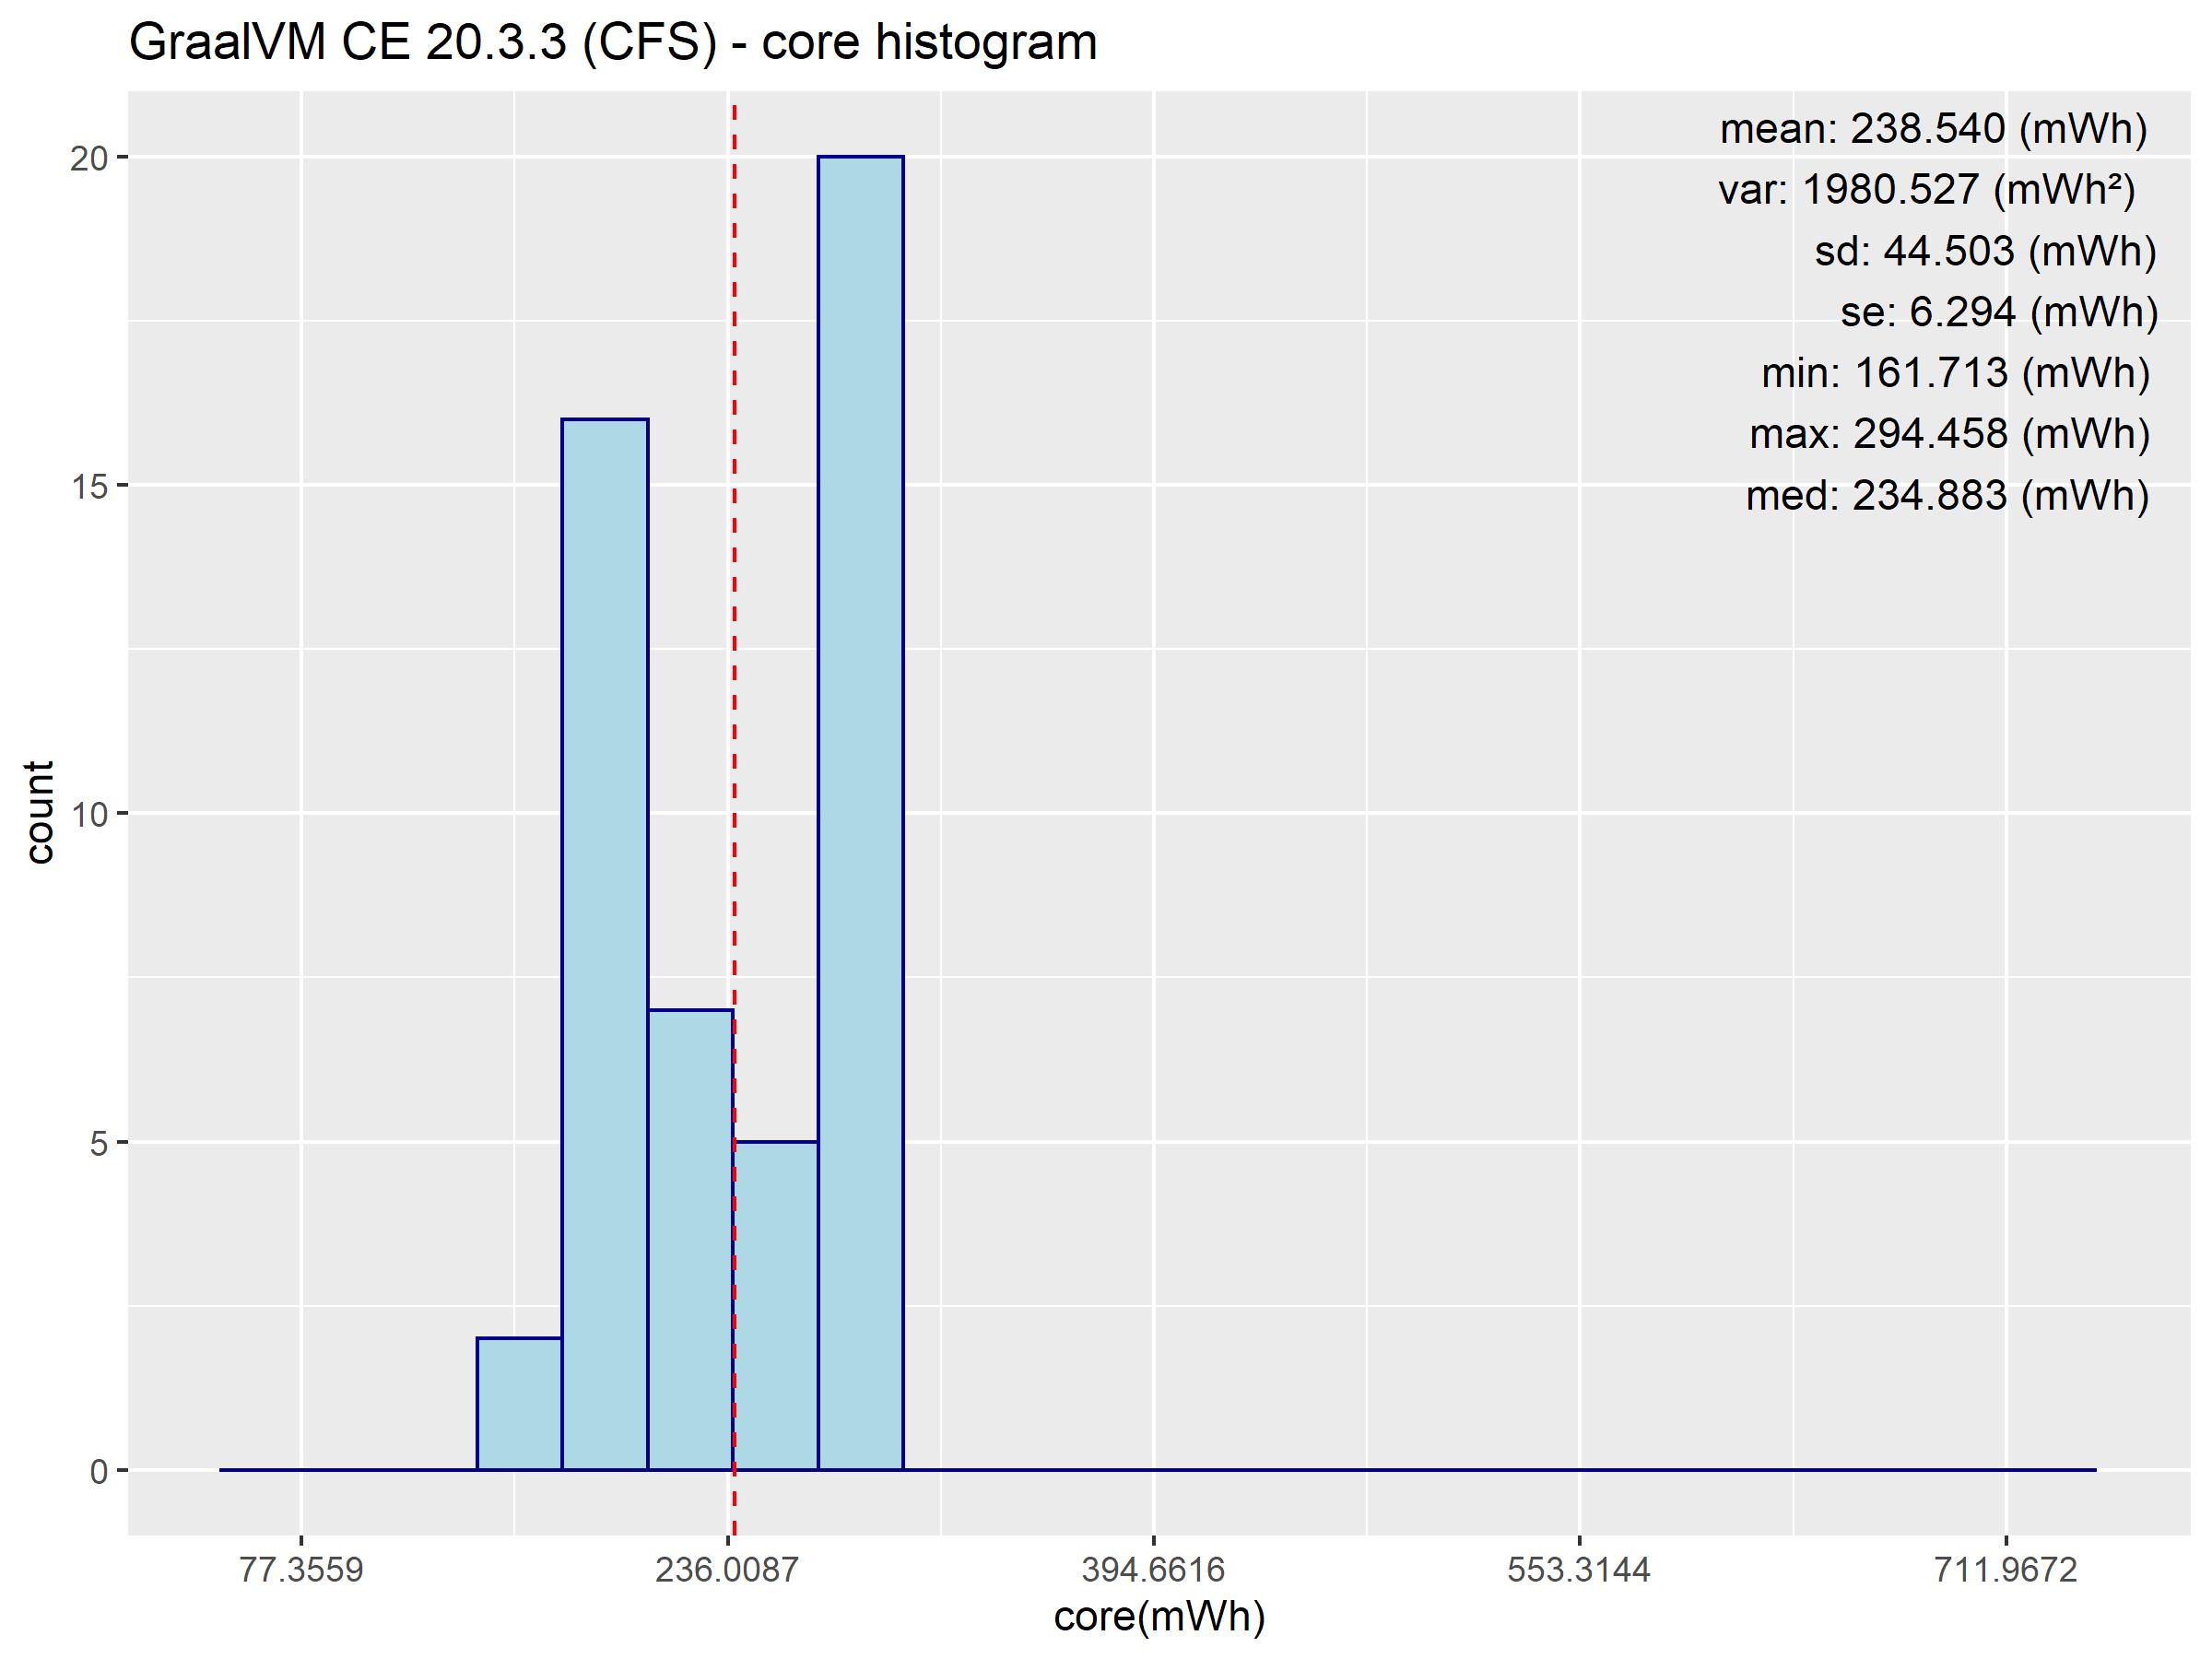 GraalVM CE 20.3.3 (CFS) - core histogram
mean: 238.540 (mWh)
var: 1980.527 (mWh²)
sd: 44.503 (mWh)
se: 6.294 (mWh)
min: 161.713 (mWh)
max: 294.458 (mWh)
med: 234.883 (mWh)
20
15
10
5
0
count
77.3559 236.0087 394.6616 553.3144 711.9672
core(mWh)